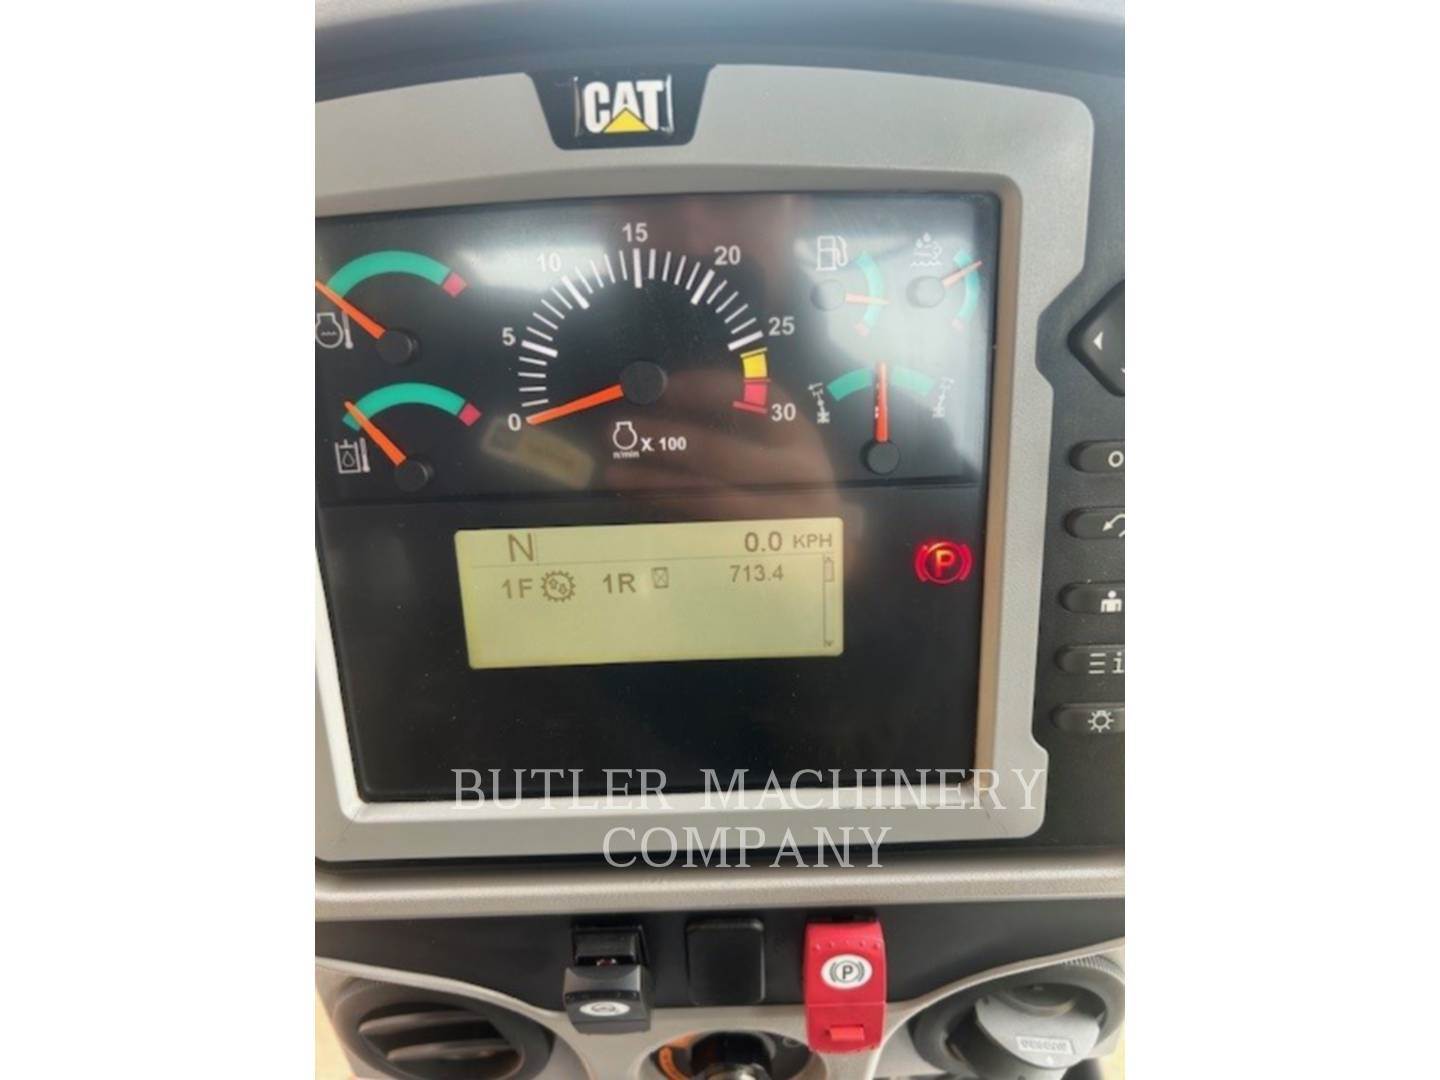 CAT
15
10
20
5
25
0
30
n/min X 100
N
0.0 KPH
1F 1R 713.4
P
i
BUTLER MACHINERY
COMPANY
P